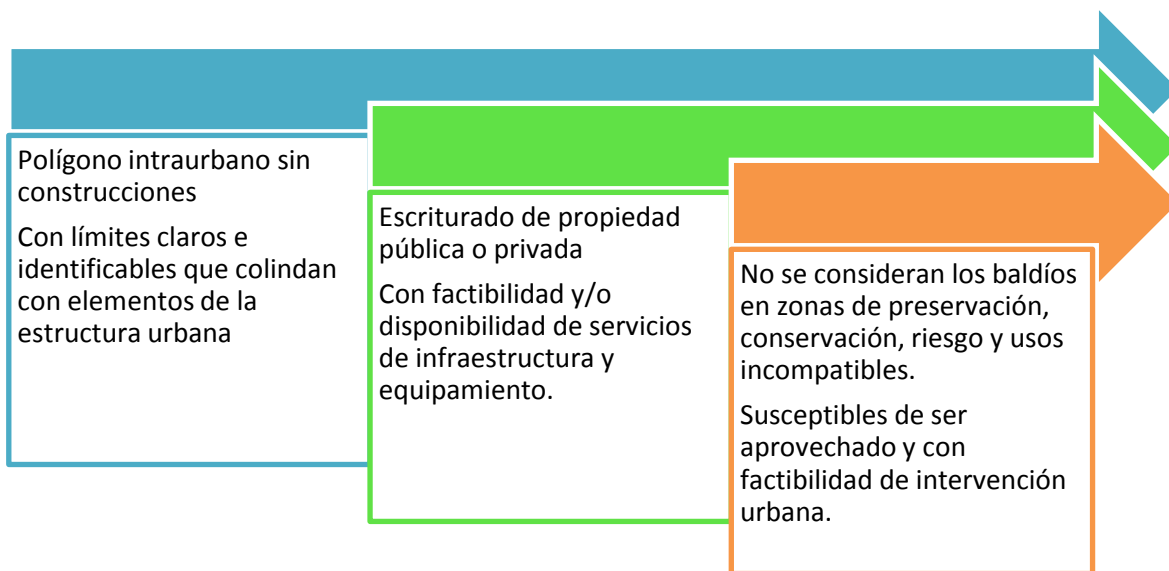 Polígono intraurbano sin
construcciones
Con límites claros e
identificables que colindan
con elementos de la
estructura urbana
Escriturado de propiedad
pública o privada
Con factibilidad y/o
disponibilidad de servicios
de infraestructura y
equipamiento.
No se consideran los baldíos
en zonas de preservación,
conservación, riesgo y usos
incompatibles.
Susceptibles de ser
aprovechado y con
factibilidad de intervención
urbana.